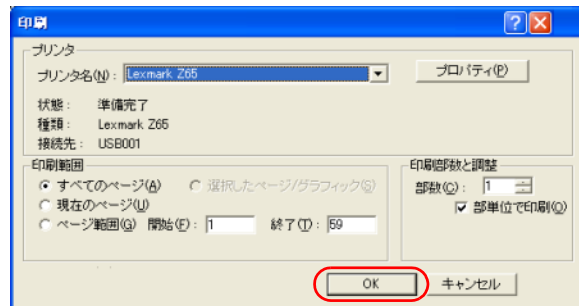 印刷
プリンタ
プリンタ名(N): Lexmark Z65 プロパティ(P)
状態: 準備完了
種類: Lexmark Z65
接続先: USB001
印刷範囲 印刷部数と調整
すべてのページ(A) 選択したページ/グラフィック(S) 部数(C): 1
現在のページ(U) 部単位で印刷(O)
ページ範囲(G) 開始(F): 1 終了(T): 59
OK キャンセル